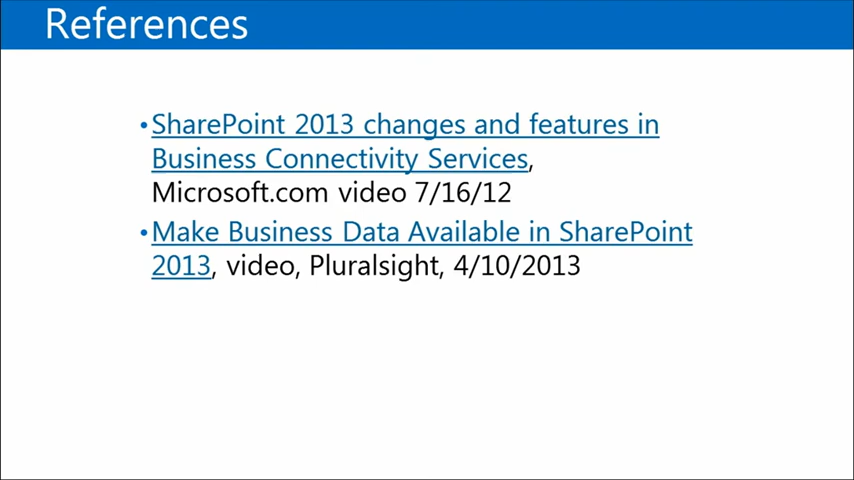 References
•SharePoint 2013 changes and features in
Business Connectivity Services,
Microsoft.com video 7/16/12
•Make Business Data Available in SharePoint
2013, video, Pluralsight, 4/10/2013